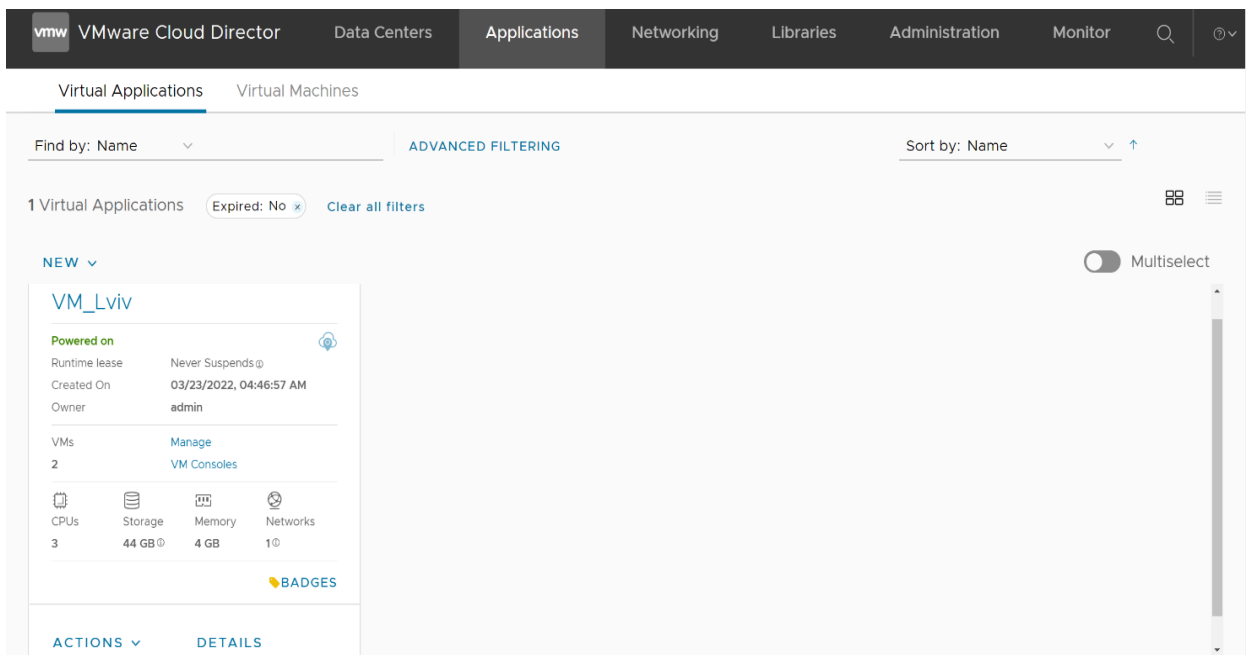 vmw VMware Cloud Director Data Centers Applications Networking Libraries Administration Monitor
Virtual Applications Virtual Machines
Find by: Name ADVANCED FILTERING Sort by: Name
1 Virtual Applications Expired: No × Clear all filters
NEW Multiselect
VM_Lviv
Powered on
Runtime lease Never Suspends
Created On 03/23/2022, 04:46:57 AM
Owner admin
VMs Manage
2 VM Consoles
CPUs Storage Memory Networks
3 44 GB 4 GB 1
BADGES
ACTIONS DETAILS